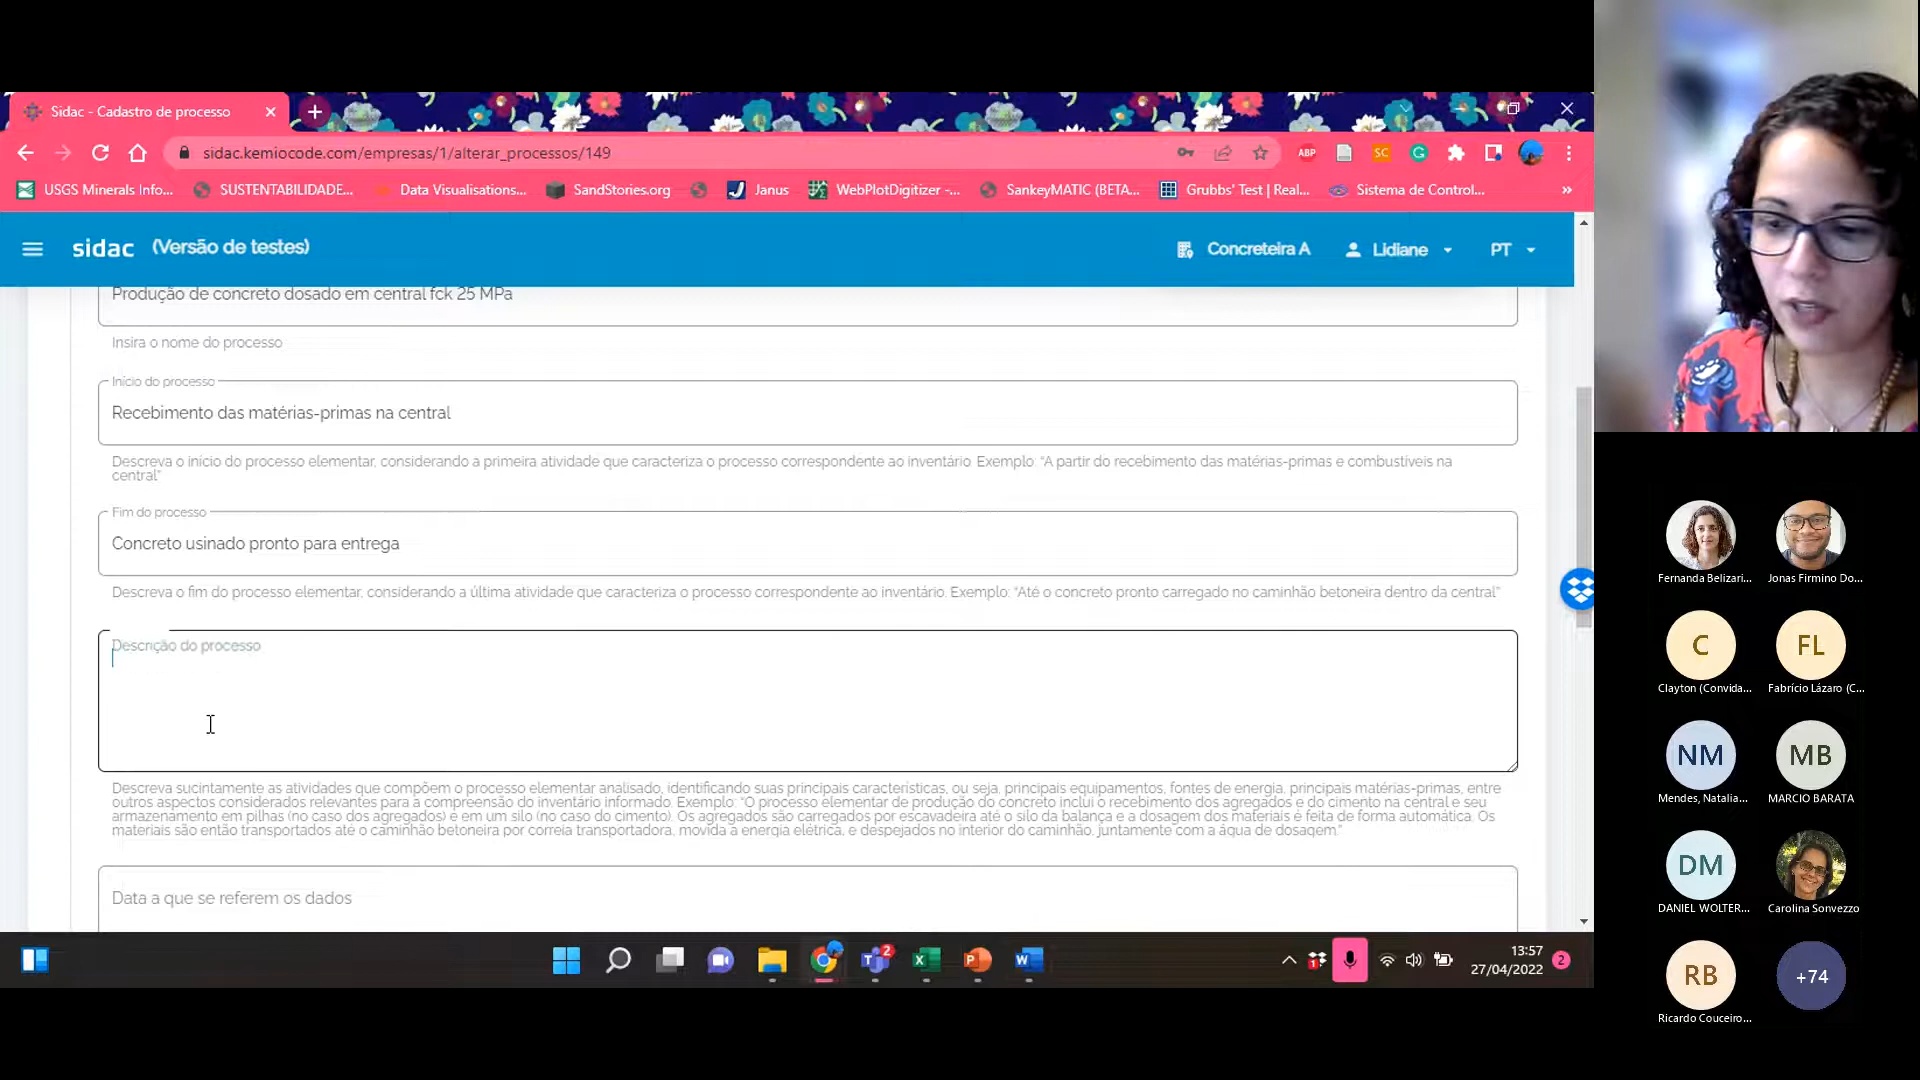 Sidac - Cadastro de processo
sidac.kemiocode.com/empresas/1/alterar_processos/149
ABP
SC
USGS Minerals Info...
SUSTENTABILIDADE...
Data Visualisations...
SandStories.org
Janus
WebPlotDigitizer -...
SankeyMATIC (BETA...
Grubbs' Test | Real...
Sistema de Control...
»
sidac (Versão de testes)
Concreteira A
Lidiane
PT
Produção de concreto dosado em central fck 25 MPa
Insira o nome do processo
Início do processo
Recebimento das matérias-primas na central
Descreva o início do processo elementar, considerando a primeira atividade que caracteriza o processo correspondente ao inventário. Exemplo: “A partir do recebimento das matérias-primas e combustíveis na
central”
Fim do processo
Concreto usinado pronto para entrega
Descreva o fim do processo elementar, considerando a última atividade que caracteriza o processo correspondente ao inventário. Exemplo: “Até o concreto pronto carregado no caminhão betoneira dentro da central”
Descrição do processo
Descreva sucintamente as atividades que compõem o processo elementar analisado, identificando suas principais características, ou seja, principais equipamentos, fontes de energia, principais matérias-primas, entre
outros aspectos considerados relevantes para a compreensão do inventário informado. Exemplo: “O processo elementar de produção do concreto inclui o recebimento dos agregados e do cimento na central e seu
armazenamento em pilhas (no caso dos agregados) e em um silo (no caso do cimento). Os agregados são carregados por escavadeira até o silo da balança e a dosagem dos materiais é feita de forma automática. Os
materiais são então transportados até o caminhão betoneira por correia transportadora, movida a energia elétrica, e despejados no interior do caminhão, juntamente com a água de dosagem.”
Data a que se referem os dados
2
13:57
27/04/2022
2
Fernanda Belizari...
Jonas Firmino Do...
C
FL
Clayton (Convida...
Fabrício Lázaro (C...
NM
MB
Mendes, Natalia...
MARCIO BARATA
DM
DANIEL WOLTER...
Carolina Sonvezzo
RB
+74
Ricardo Couceiro...